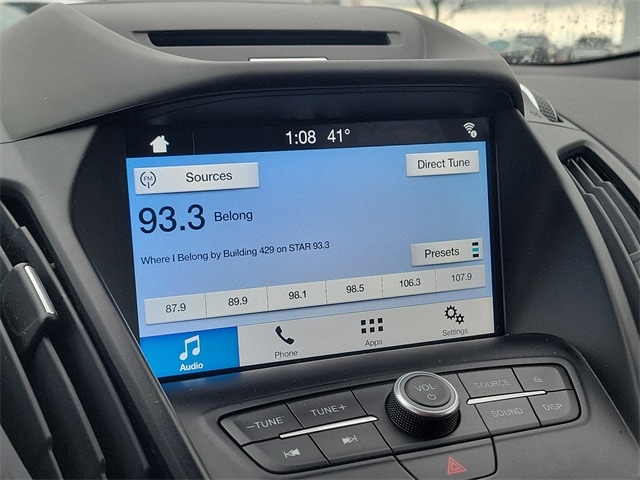 1:08 41°
FM Sources
Direct Tune
93.3 Belong
Where I Belong by Building 429 on STAR 93.3
Presets
87.9 89.9 98.1 98.5 106.3 107.9
Audio Phone Apps Settings
VOL
SOURCE
–TUNE TUNE+
SOUND DISP